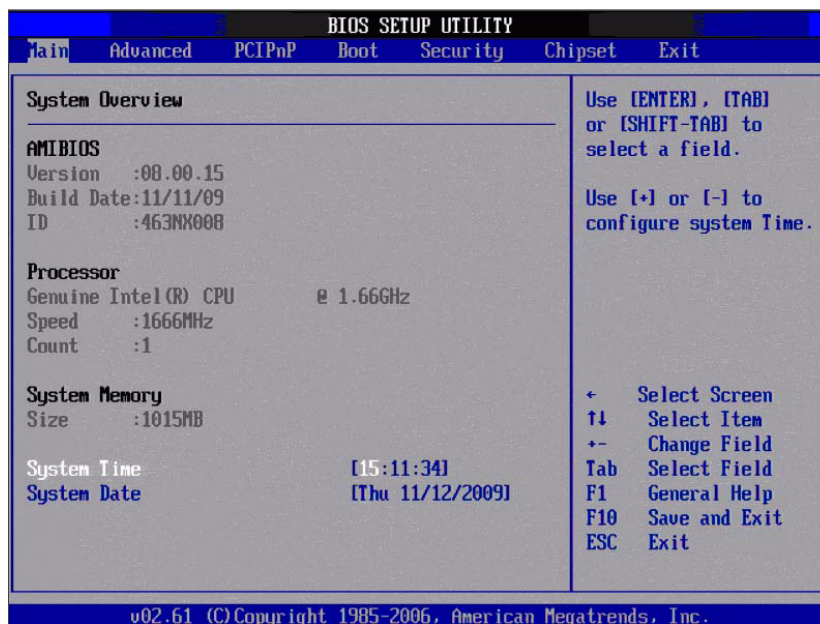 BIOS SETUP UTILITY
Main Advanced PCIPnP Boot Security Chipset Exit
System Overview
AMIBIOS
Version :08.00.15
Build Date:11/11/09
ID :463NX008
Processor
Genuine Intel(R) CPU @ 1.66GHz
Speed :1666MHz
Count :1
System Memory
Size :1015MB
System Time [15:11:34]
System Date [Thu 11/12/2009]
Use [ENTER], [TAB]
or [SHIFT-TAB] to
select a field.
Use [+] or [-] to
configure system Time.
← Select Screen
↑↓ Select Item
+- Change Field
Tab Select Field
F1 General Help
F10 Save and Exit
ESC Exit
v02.61 (C)Copyright 1985-2006, American Megatrends, Inc.